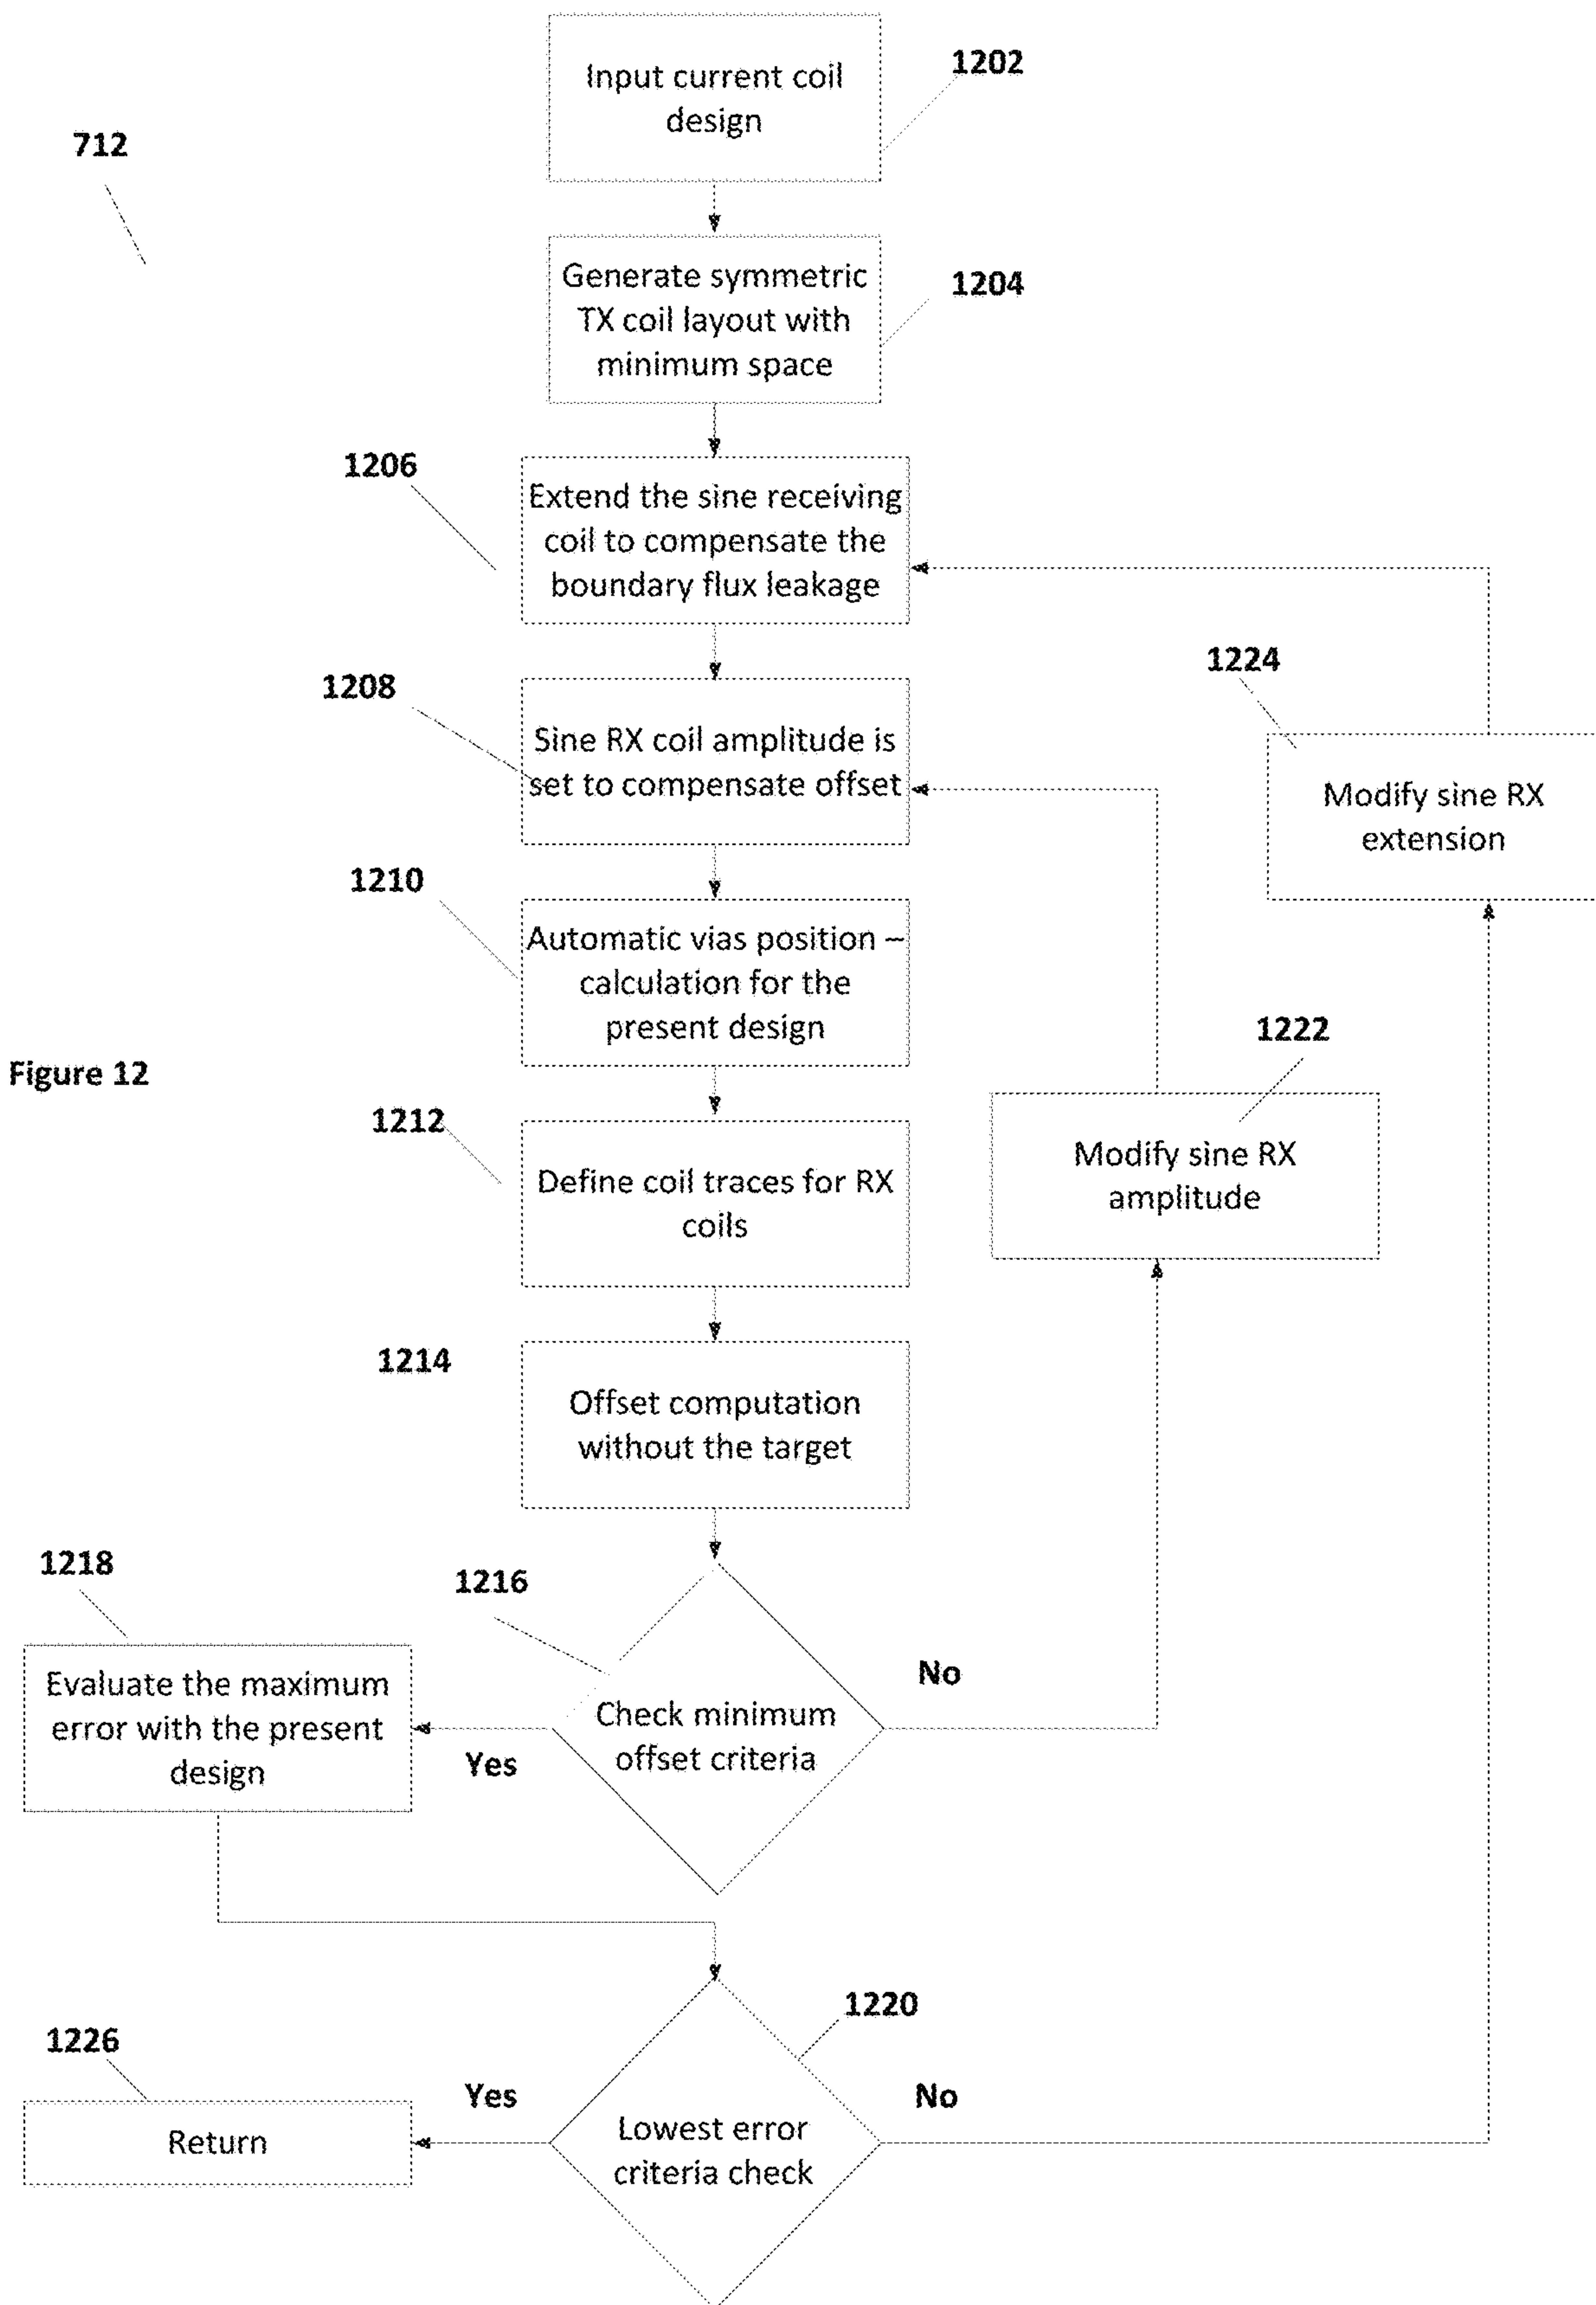 1202
Input current coil
design
712
1204
Generate symmetric
TX coil layout with
minimum space
1206
Extend the sine receiving
coil to compensate the
boundary flux leakage
1224
1208
Sine RX coil amplitude is
set to compensate offset
Modify sine RX
extension
1210
Automatic vias position –
calculation for the
present design
1222
Figure 12
1212
Define coil traces for RX
coils
Modify sine RX
amplitude
1214
Offset computation
without the target
1218
1216
Evaluate the maximum
error with the present
design
No
Check minimum
offset criteria
Yes
1220
1226
Yes
No
Return
Lowest error
criteria check